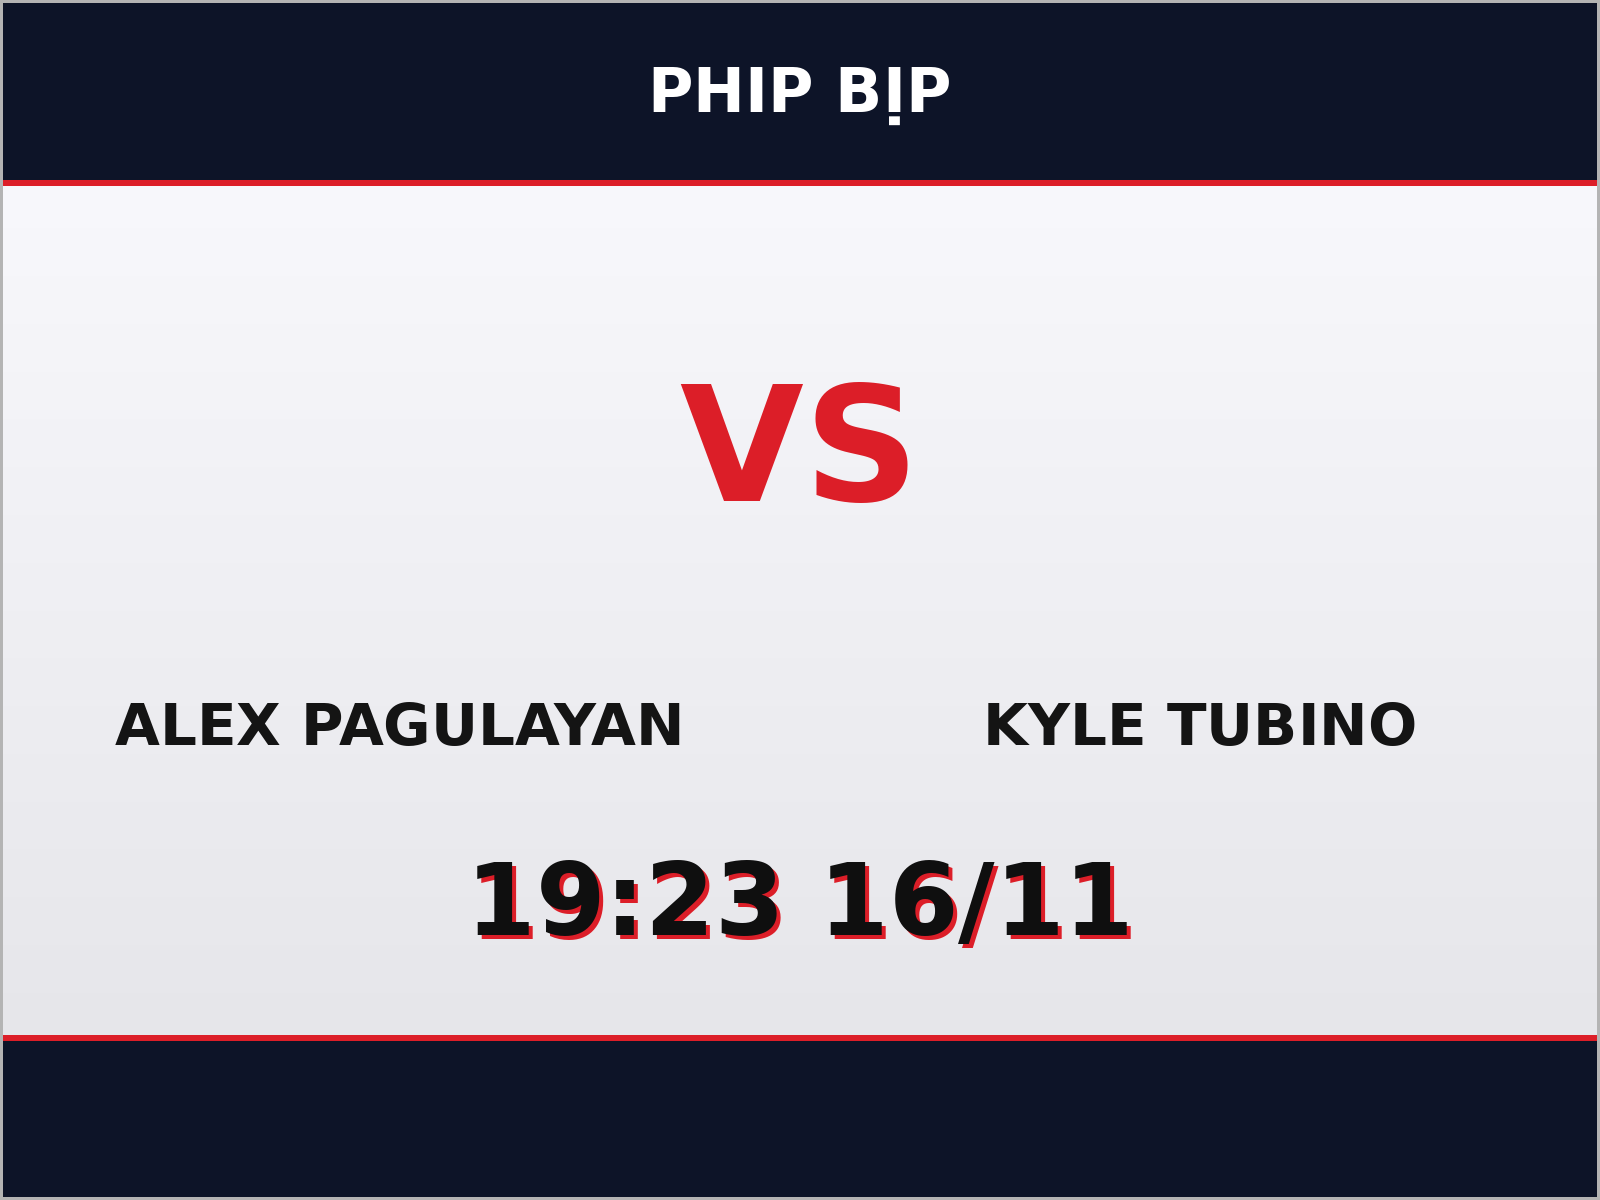 PHIP BỊP
VS
ALEX PAGULAYAN
KYLE TUBINO
19:23 16/11